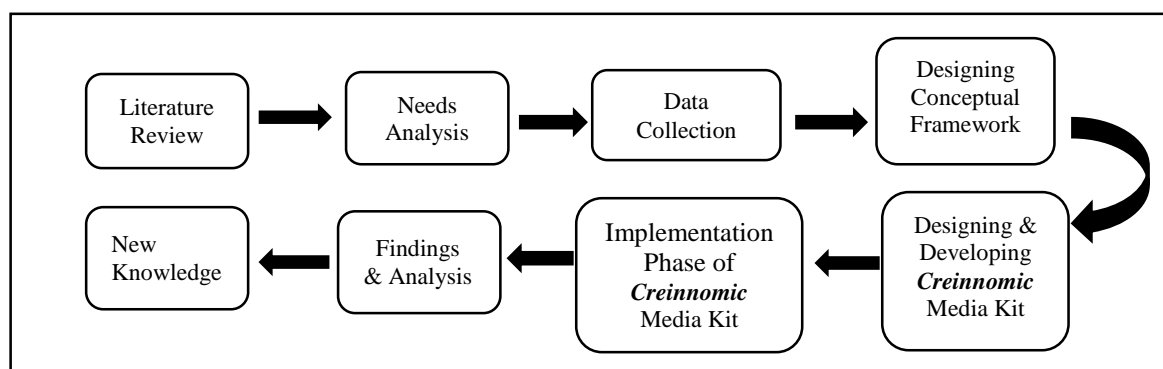 Literature
Review
Needs
Analysis
Data
Collection
Designing
Conceptual
Framework
Designing &
Developing
Creinnomic
Media Kit
Implementation
Phase of
Creinnomic
Media Kit
Findings
& Analysis
New
Knowledge